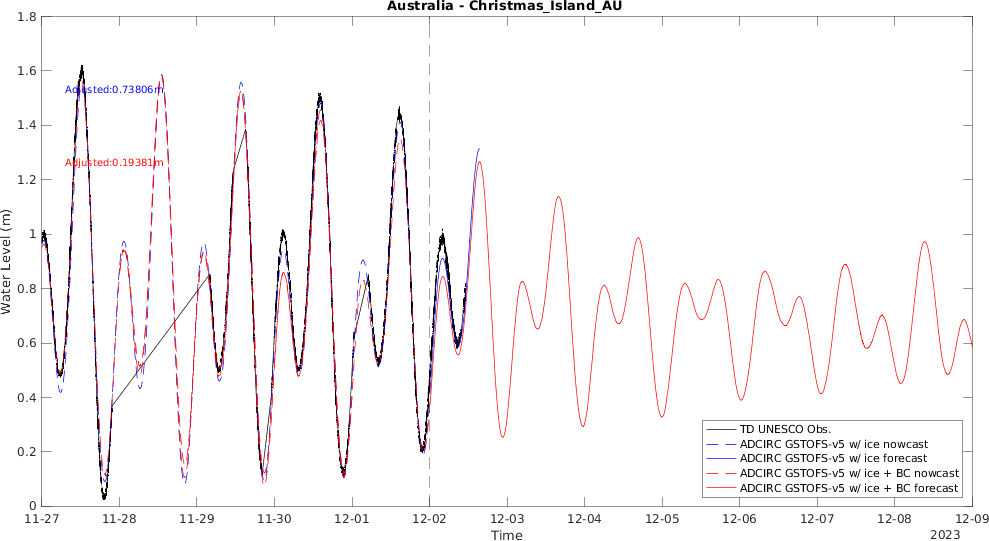 Australia - Christmas_Island_AU
1.8
1.6
1.4
1.2
1
0.8
0.6
0.4
0.2
0
Water Level (m)
Adjusted:0.73806m
Adjusted:0.19381m
TD UNESCO Obs.
ADCIRC GSTOFS-v5 w/ ice nowcast
ADCIRC GSTOFS-v5 w/ ice forecast
ADCIRC GSTOFS-v5 w/ ice + BC nowcast
ADCIRC GSTOFS-v5 w/ ice + BC forecast
11-27 11-28 11-29 11-30 12-01 12-02 12-03 12-04 12-05 12-06 12-07 12-08 12-09
Time
2023